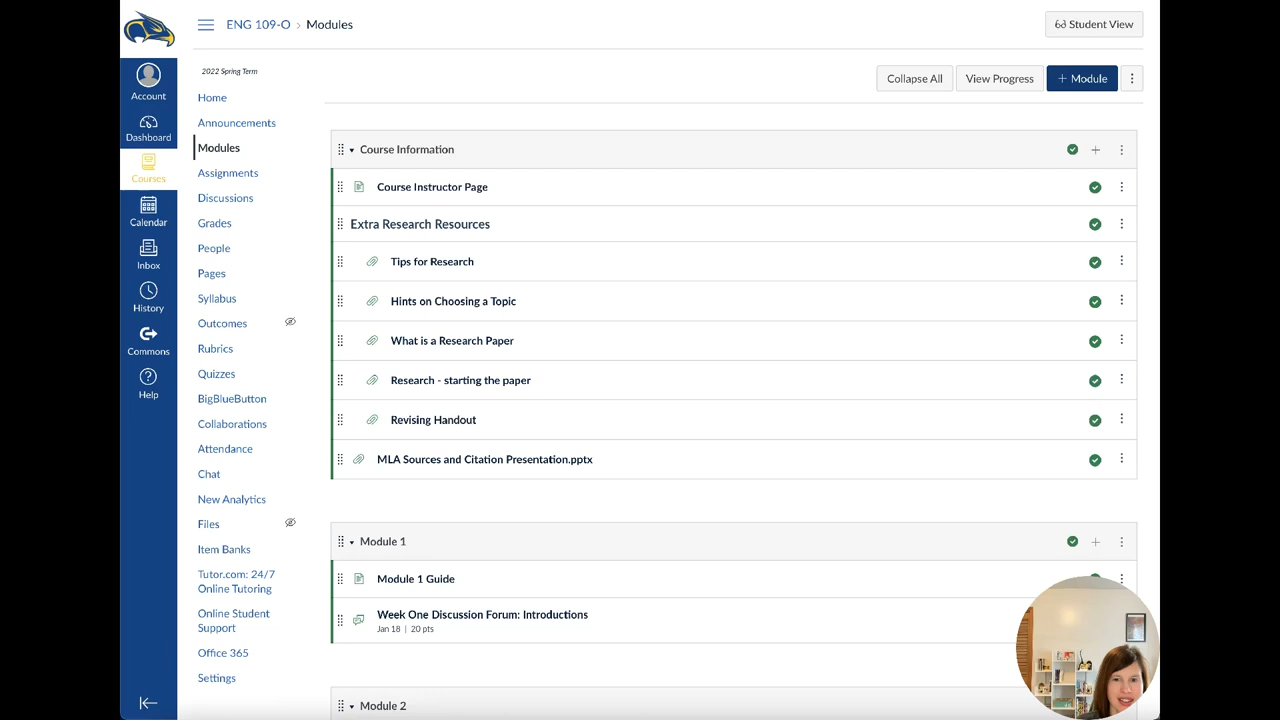 ENG 109-O › Modules
Student View
Account
Dashboard
Courses
Calendar
Inbox
History
Commons
Help
2022 Spring Term
Home
Announcements
Modules
Assignments
Discussions
Grades
People
Pages
Syllabus
Outcomes
Rubrics
Quizzes
BigBlueButton
Collaborations
Attendance
Chat
New Analytics
Files
Item Banks
Tutor.com: 24/7
Online Tutoring
Online Student
Support
Office 365
Settings
Collapse All
View Progress
+ Module
Course Information
Course Instructor Page
Extra Research Resources
Tips for Research
Hints on Choosing a Topic
What is a Research Paper
Research - starting the paper
Revising Handout
MLA Sources and Citation Presentation.pptx
Module 1
Module 1 Guide
Week One Discussion Forum: Introductions
Jan 18 | 20 pts
Module 2